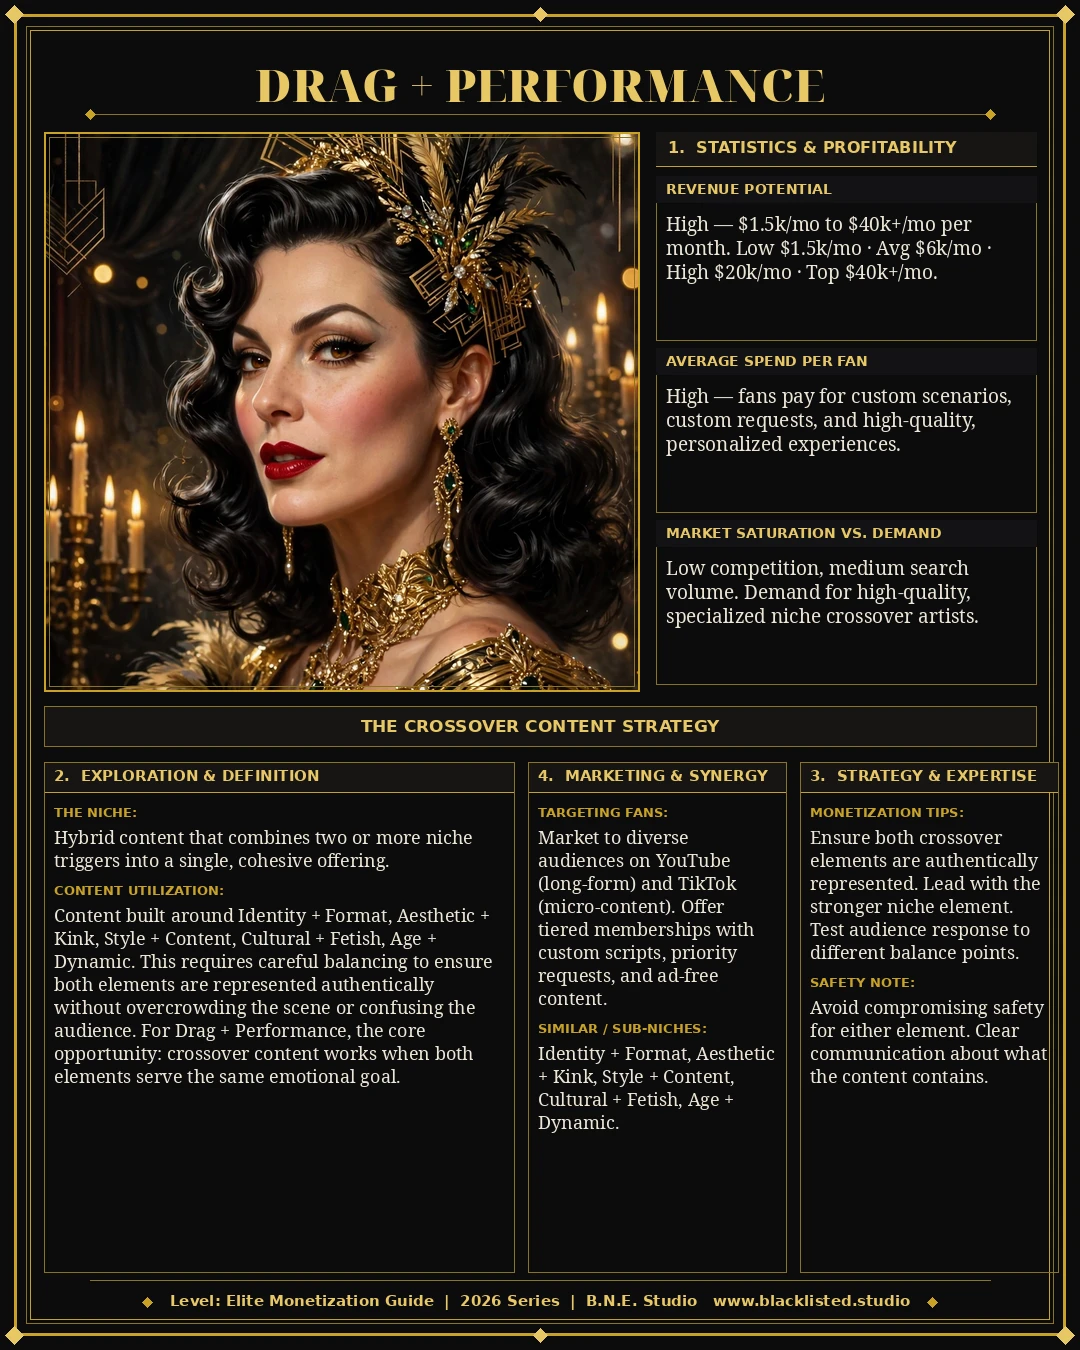 DRAG + PERFORMANCE
1. STATISTICS & PROFITABILITY
REVENUE POTENTIAL
High — $1.5k/mo to $40k+/mo per
month. Low $1.5k/mo · Avg $6k/mo ·
High $20k/mo · Top $40k+/mo.
AVERAGE SPEND PER FAN
High — fans pay for custom scenarios,
custom requests, and high-quality,
personalized experiences.
MARKET SATURATION VS. DEMAND
Low competition, medium search
volume. Demand for high-quality,
specialized niche crossover artists.
THE CROSSOVER CONTENT STRATEGY
2. EXPLORATION & DEFINITION
THE NICHE:
Hybrid content that combines two or more niche
triggers into a single, cohesive offering.
CONTENT UTILIZATION:
Content built around Identity + Format, Aesthetic +
Kink, Style + Content, Cultural + Fetish, Age +
Dynamic. This requires careful balancing to ensure
both elements are represented authentically
without overcrowding the scene or confusing the
audience. For Drag + Performance, the core
opportunity: crossover content works when both
elements serve the same emotional goal.
4. MARKETING & SYNERGY
TARGETING FANS:
Market to diverse
audiences on YouTube
(long-form) and TikTok
(micro-content). Offer
tiered memberships with
custom scripts, priority
requests, and ad-free
content.
SIMILAR / SUB-NICHES:
Identity + Format, Aesthetic
+ Kink, Style + Content,
Cultural + Fetish, Age +
Dynamic.
3. STRATEGY & EXPERTISE
MONETIZATION TIPS:
Ensure both crossover
elements are authentically
represented. Lead with the
stronger niche element.
Test audience response to
different balance points.
SAFETY NOTE:
Avoid compromising safety
for either element. Clear
communication about what
the content contains.
Level: Elite Monetization Guide | 2026 Series | B.N.E. Studio www.blacklisted.studio